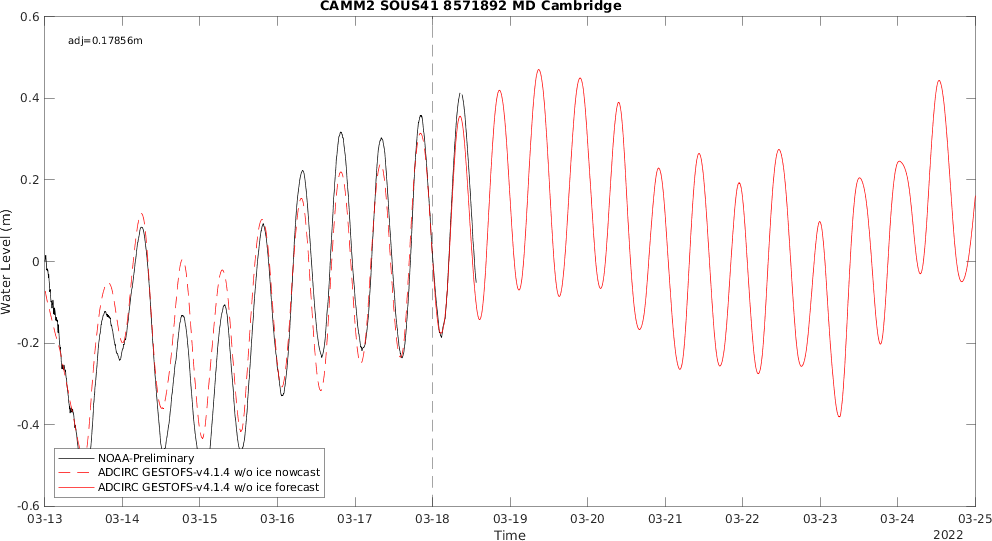 CAMM2 SOUS41 8571892 MD Cambridge
0.6
adj=0.17856m
0.4
0.2
0
-0.2
-0.4
-0.6
Water Level (m)
NOAA-Preliminary
ADCIRC GESTOFS-v4.1.4 w/o ice nowcast
ADCIRC GESTOFS-v4.1.4 w/o ice forecast
03-13 03-14 03-15 03-16 03-17 03-18 03-19 03-20 03-21 03-22 03-23 03-24 03-25
Time
2022